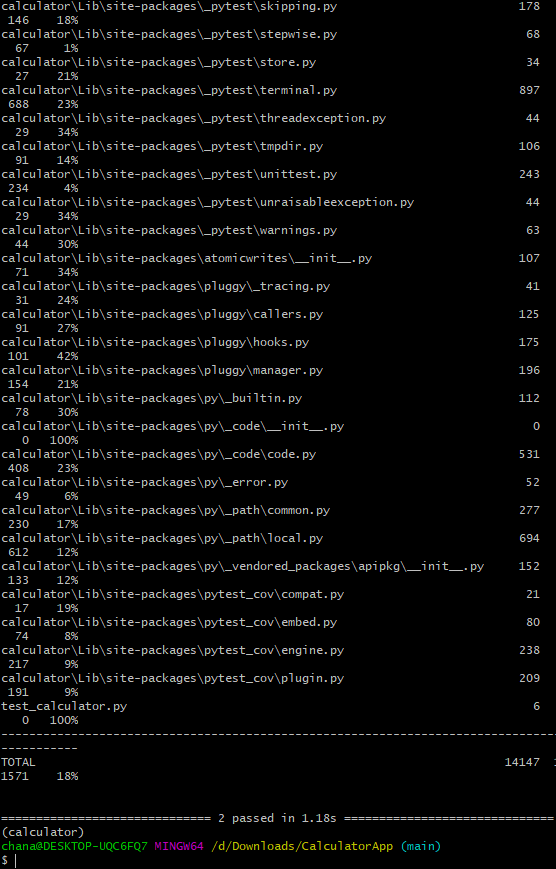 calculator\Lib\site-packages\_pytest\skipping.py 178
146 18%
calculator\Lib\site-packages\_pytest\stepwise.py 68
67 1%
calculator\Lib\site-packages\_pytest\store.py 34
27 21%
calculator\Lib\site-packages\_pytest\terminal.py 897
688 23%
calculator\Lib\site-packages\_pytest\threadexception.py 44
29 34%
calculator\Lib\site-packages\_pytest\tmpdir.py 106
91 14%
calculator\Lib\site-packages\_pytest\unittest.py 243
234 4%
calculator\Lib\site-packages\_pytest\unraisableexception.py 44
29 34%
calculator\Lib\site-packages\_pytest\warnings.py 63
44 30%
calculator\Lib\site-packages\atomicwrites\__init__.py 107
71 34%
calculator\Lib\site-packages\pluggy\_tracing.py 41
31 24%
calculator\Lib\site-packages\pluggy\callers.py 125
91 27%
calculator\Lib\site-packages\pluggy\hooks.py 175
101 42%
calculator\Lib\site-packages\pluggy\manager.py 196
154 21%
calculator\Lib\site-packages\py\_builtin.py 112
78 30%
calculator\Lib\site-packages\py\_code\__init__.py 0
0 100%
calculator\Lib\site-packages\py\_code\code.py 531
408 23%
calculator\Lib\site-packages\py\_error.py 52
49 6%
calculator\Lib\site-packages\py\_path\common.py 277
230 17%
calculator\Lib\site-packages\py\_path\local.py 694
612 12%
calculator\Lib\site-packages\py\_vendored_packages\apipkg\__init__.py 152
133 12%
calculator\Lib\site-packages\pytest_cov\compat.py 21
17 19%
calculator\Lib\site-packages\pytest_cov\embed.py 80
74 8%
calculator\Lib\site-packages\pytest_cov\engine.py 238
217 9%
calculator\Lib\site-packages\pytest_cov\plugin.py 209
191 9%
test_calculator.py 6
0 100%
-------------------------------------------------------------------------------
-----------
TOTAL 14147 1
1571 18%
============================== 2 passed in 1.18s ==============================
(calculator)
chana@DESKTOP-UQC6FQ7 MINGW64 /d/Downloads/CalculatorApp (main)
$